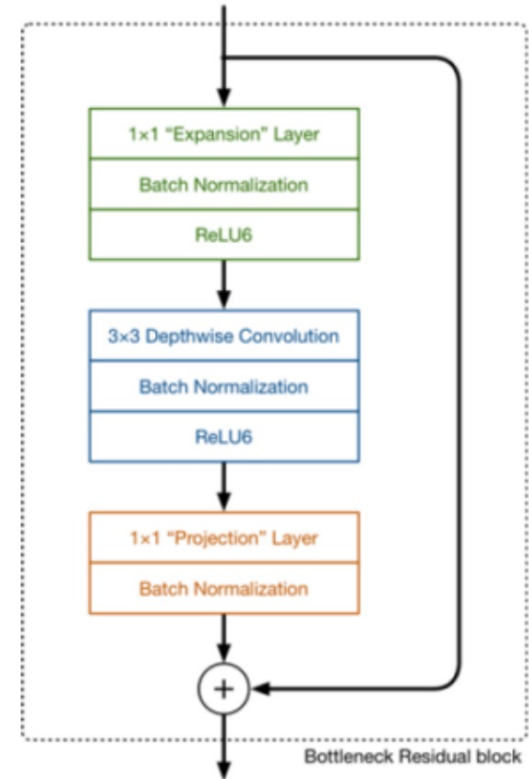 1×1 “Expansion” Layer
Batch Normalization
ReLU6
3×3 Depthwise Convolution
Batch Normalization
ReLU6
1×1 “Projection” Layer
Batch Normalization
+
Bottleneck Residual block